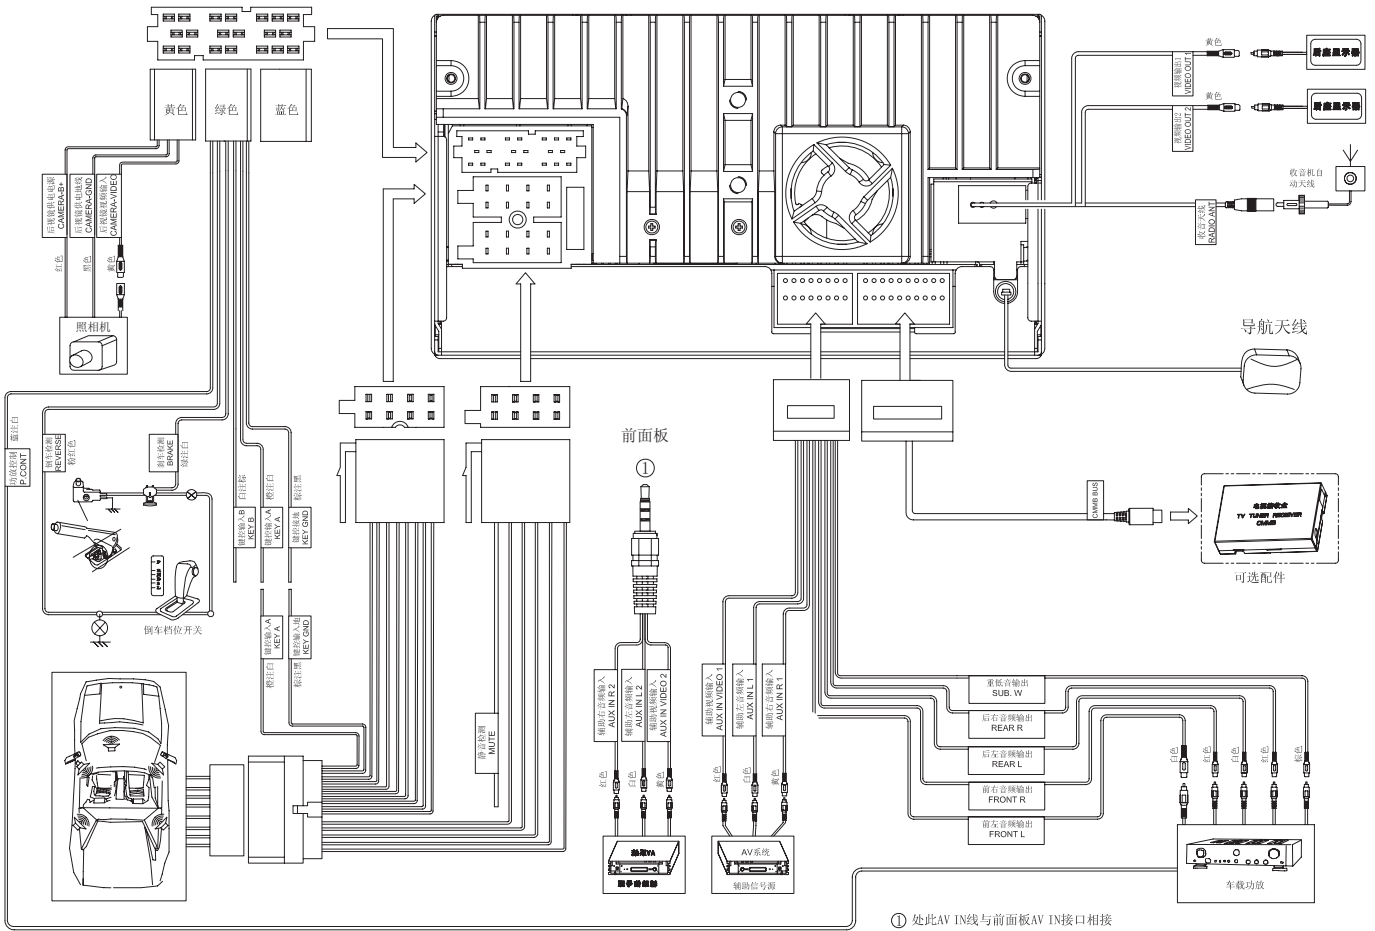 黄色
绿色
蓝色
后视镜供电电源
CAMERA-B+
后视镜供电地线
CAMERA-GND
后视镜视频输入
CAMERA-VIDEO
红色
黑色
黄色
照相机
黄色
视频输出1
VIDEO OUT 1
后座显示器
黄色
视频输出2
VIDEO OUT 2
后座显示器
收音机自
动天线
收音天线
RADIO ANT
导航天线
蓝注白
功放控制
P.CONT
倒车检测
REVERSE
粉红色
刹车检测
BRAKE
绿注白
白注棕
键控输入B
KEY B
橙注白
键控输入A
KEY A
棕注黑
键控接地
KEY GND
倒车档位开关
键控输入A
KEY A
橙注白
键控输入地
KEY GND
棕注黑
前面板
①
静音检测
MUTE
辅助右音频输入
AUX IN R 2
辅助左音频输入
AUX IN L 2
辅助视频输入
AUX IN VIDEO 2
红色
白色
黄色
辅助视频输入
AUX IN VIDEO 1
辅助左音频输入
AUX IN L 1
辅助右音频输入
AUX IN R 1
红色
白色
黄色
AV系统
辅助信号源
CMMB BUS
TV TUNER RECEIVER
CMMB
可选配件
重低音输出
SUB. W
后右音频输出
REAR R
后左音频输出
REAR L
前右音频输出
FRONT R
前左音频输出
FRONT L
白色
红色
白色
红色
棕色
车载功放
① 处此AV IN线与前面板AV IN接口相接